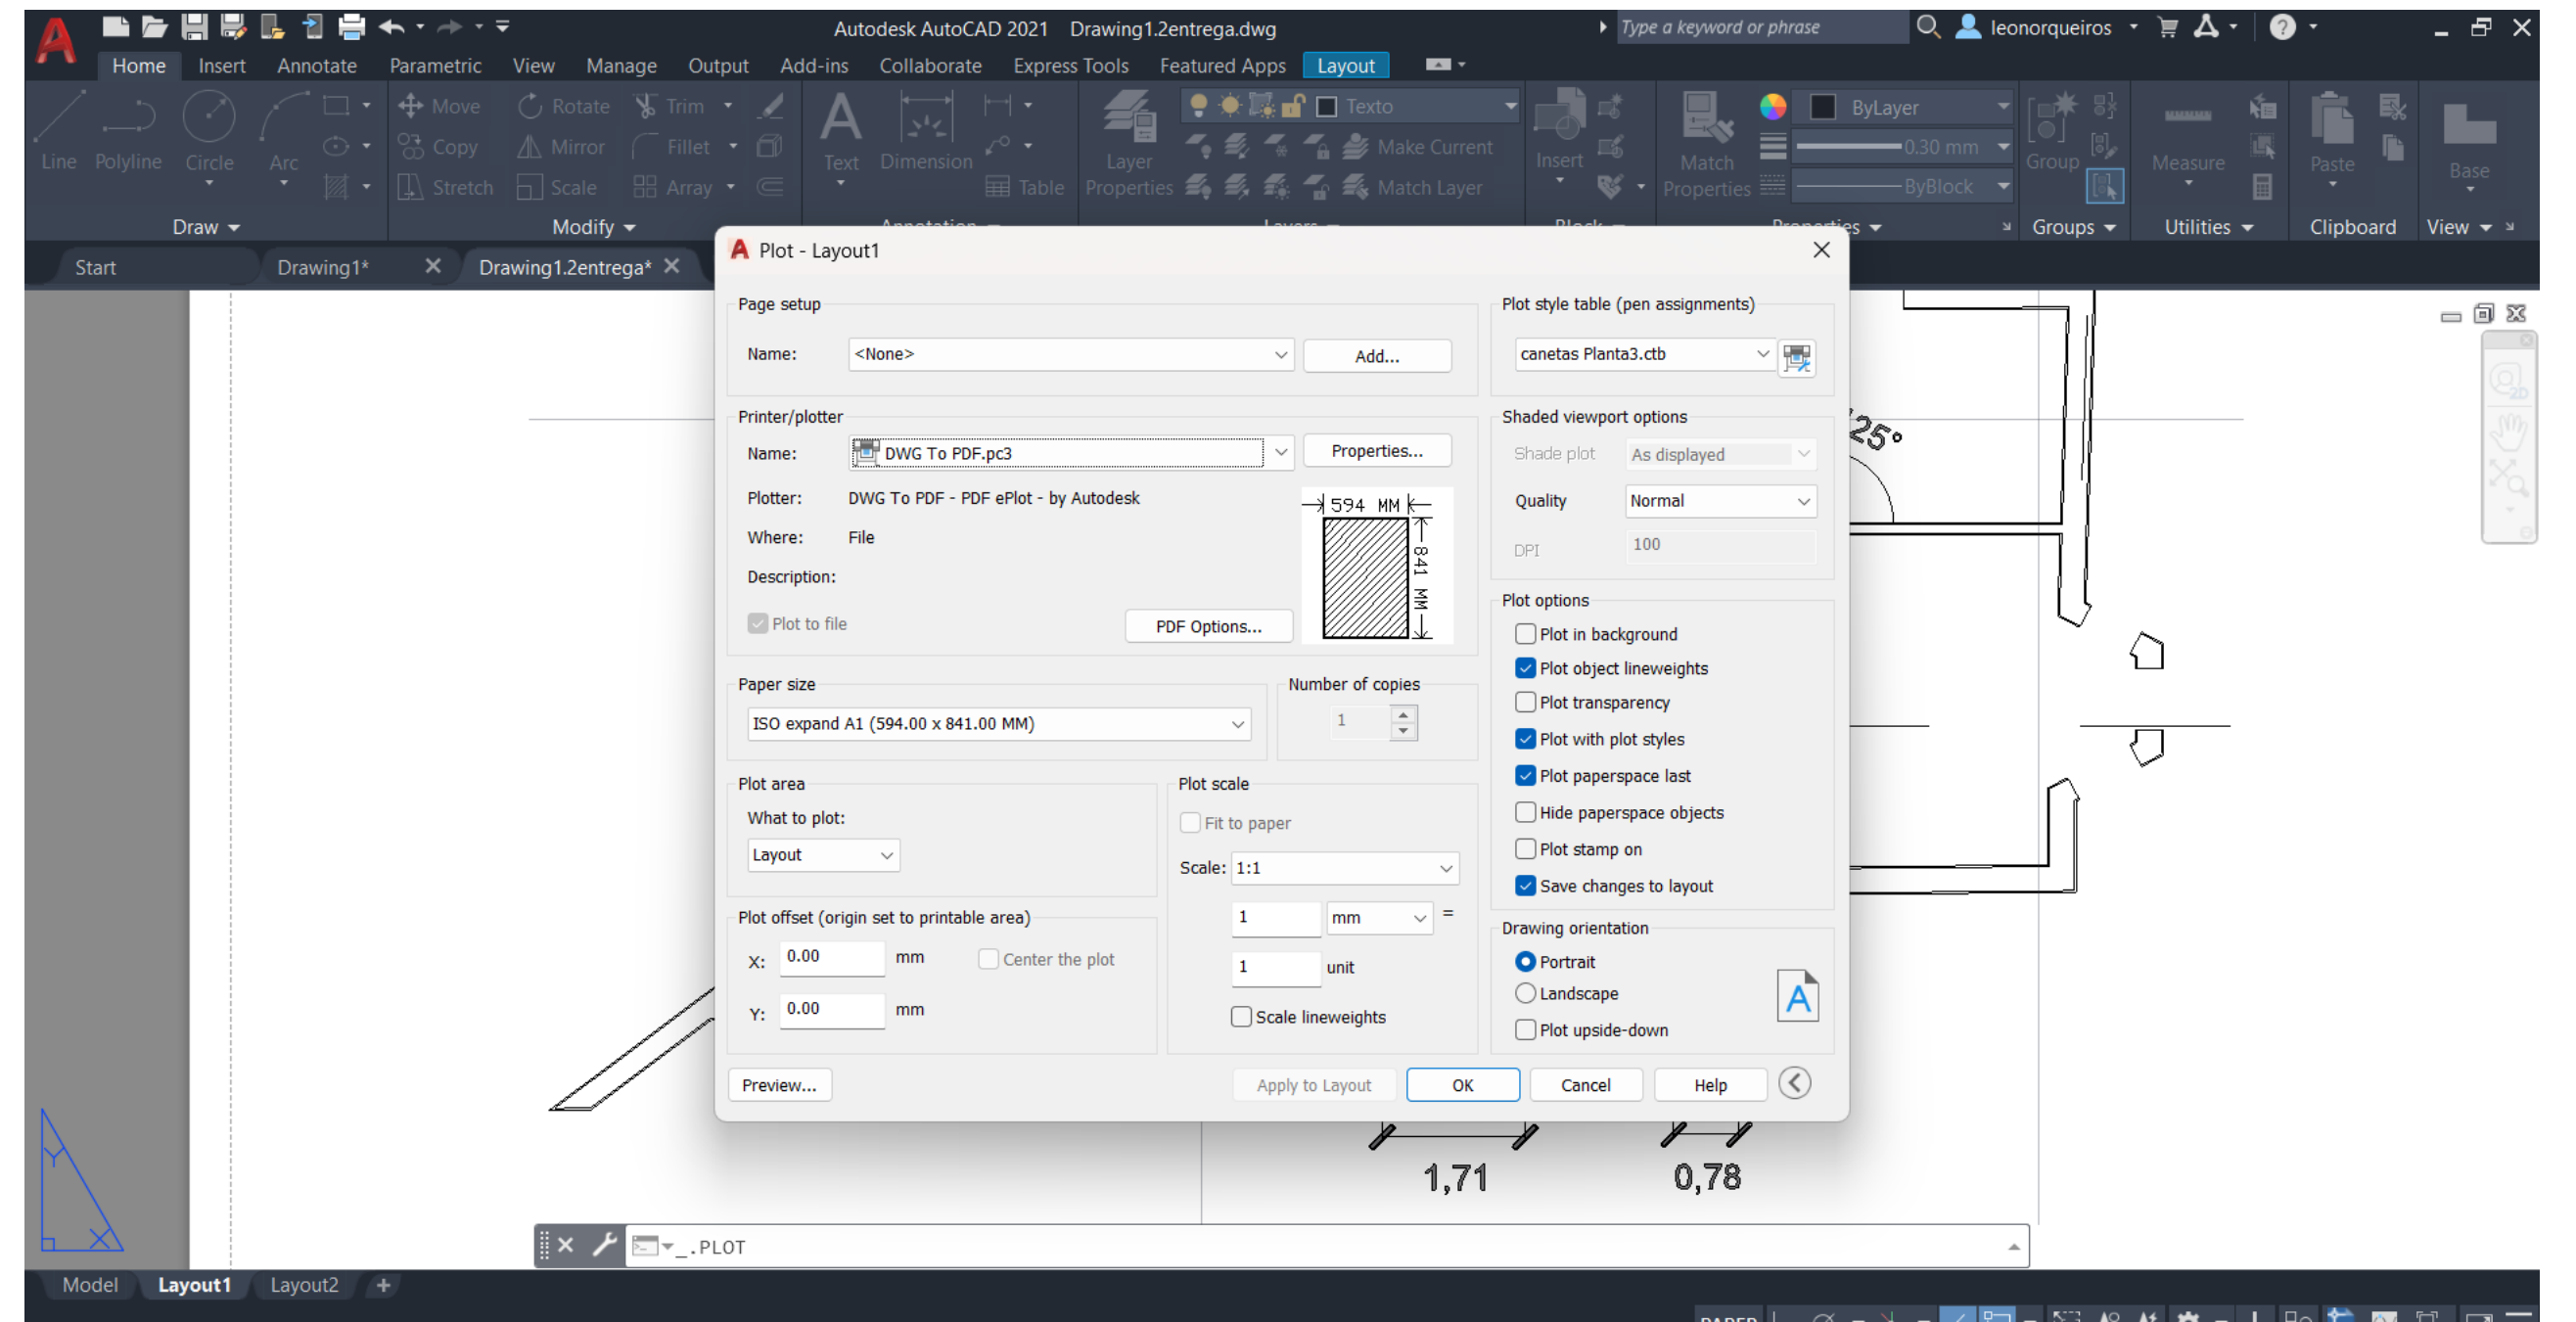 Autodesk AutoCAD 2021 Drawing1.2entrega.dwg Type a keyword or phrase leonorqueiros
Home Insert Annotate Parametric View Manage Output Add-ins Collaborate Express Tools Featured Apps Layout
Line Polyline Circle Arc
Move Rotate Trim
Copy Mirror Fillet
Stretch Scale Array
Text Dimension Table
Layer Properties
Texto
Make Current
Match Layer
Insert
Match Properties
ByLayer
0.30 mm
ByBlock
Group
Measure
Paste
Base
Draw Modify Annotation Layers Block Properties Groups Utilities Clipboard View
Start Drawing1* Drawing1.2entrega*
Plot - Layout1
Page setup
Name: <None> Add...
Plot style table (pen assignments)
canetas Planta3.ctb
Printer/plotter
Name: DWG To PDF.pc3 Properties...
Plotter: DWG To PDF - PDF ePlot - by Autodesk
Where: File
Description:
Plot to file
PDF Options...
594 MM
841 MM
Shaded viewport options
Shade plot As displayed
Quality Normal
DPI 100
Paper size
ISO expand A1 (594.00 x 841.00 MM)
Number of copies
1
Plot options
Plot in background
Plot object lineweights
Plot transparency
Plot with plot styles
Plot paperspace last
Hide paperspace objects
Plot stamp on
Save changes to layout
Plot area
What to plot:
Layout
Plot scale
Fit to paper
Scale: 1:1
1 mm =
1 unit
Scale lineweights
Plot offset (origin set to printable area)
X: 0.00 mm Center the plot
Y: 0.00 mm
Drawing orientation
Portrait
Landscape
Plot upside-down
A
Preview... Apply to Layout OK Cancel Help
25°
2D
1,71 0,78
Y
X
_.PLOT
Model Layout1 Layout2 +
PAPER